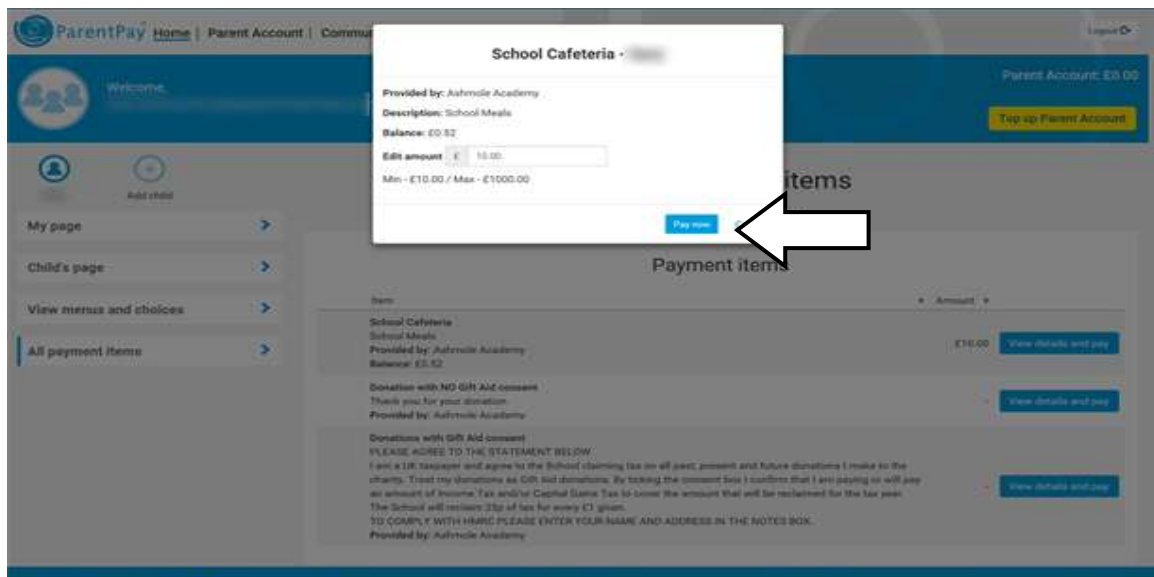 ParentPay Home | Parent Account | Commu
Logout
Welcome,
Parent Account: £0.00
Top up Parent Account
Add child
My page
Child's page
View menus and choices
All payment items
School Cafeteria -
Provided by: Ashmole Academy
Description: School Meals
Balance: £0.52
Edit amount £ 10.00
Min - £10.00 / Max - £1000.00
Pay now
items
Payment items
Item Amount
School Cafeteria
School Meals
Provided by: Ashmole Academy
Balance: £0.52
£10.00 View details and pay
Donation with NO Gift Aid consent
Thank you for your donation
Provided by: Ashmole Academy
- View details and pay
Donations with Gift Aid consent
PLEASE AGREE TO THE STATEMENT BELOW
I am a UK taxpayer and agree to the School claiming tax on all past, present and future donations I make to the
charity. Treat my donations as Gift Aid donations. By ticking the consent box I confirm that I am paying or will pay
an amount of Income Tax and/or Capital Gains Tax to cover the amount that will be reclaimed for the tax year.
The School will reclaim 25p of tax for every £1 given.
TO COMPLY WITH HMRC PLEASE ENTER YOUR NAME AND ADDRESS IN THE NOTES BOX.
Provided by: Ashmole Academy
- View details and pay